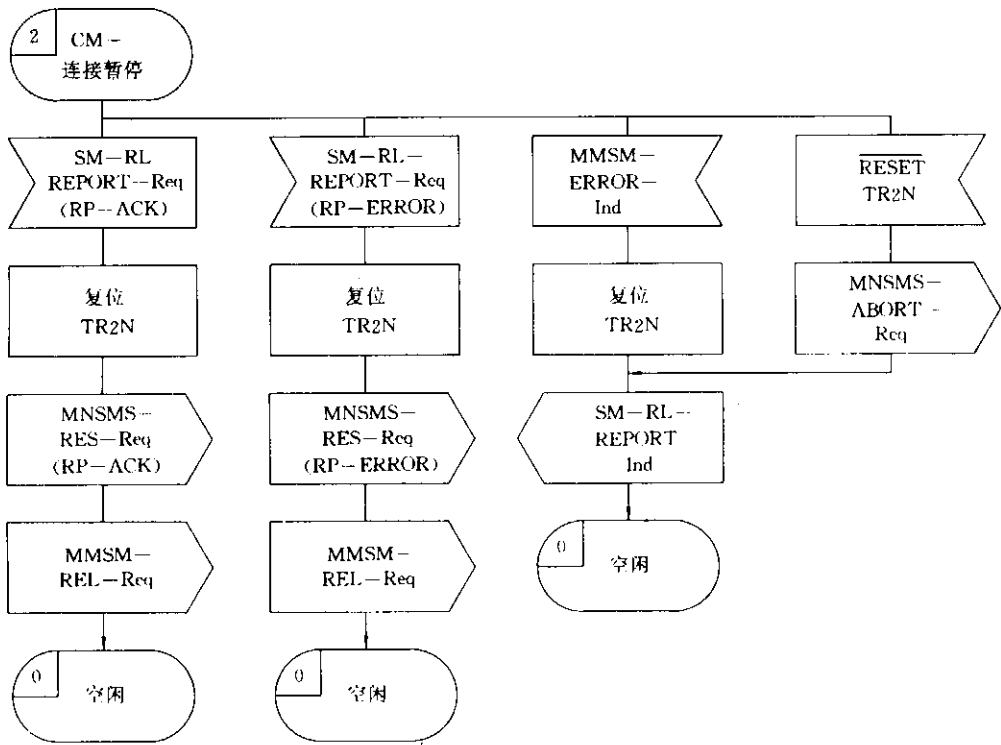 2
CM-
连接暂停
SM-RL
REPORT--Req
(RP--ACK)
SM-RL-
REPORT-Req
(RP-ERROR)
MMSM-
ERROR-
Ind
RESET
TR2N
复位
TR2N
复位
TR2N
复位
TR2N
MNSMS-
ABORT-
Req
MNSMS-
RES-Req
(RP-ACK)
MNSMS-
RES-Req
(RP-ERROR)
SM-RL--
REPORT
Ind
MMSM-
REL-Req
MMSM-
REL-Req
0
空闲
0
空闲
0
空闲